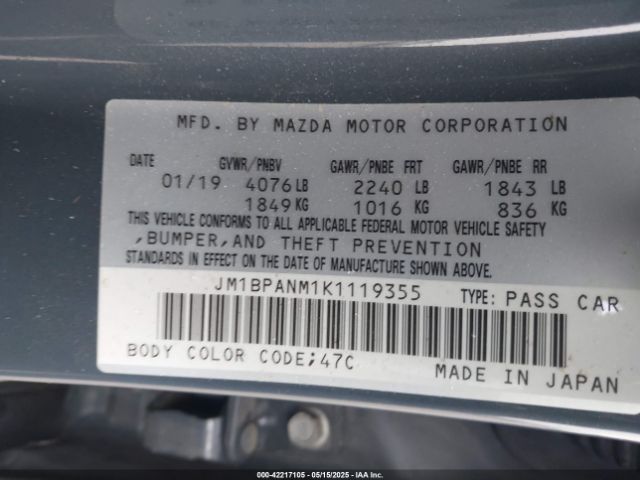 MFD. BY MAZDA MOTOR CORPORATION
DATE GVWR/PNBV GAWR/PNBE FRT GAWR/PNBE RR
01/19 4076 LB 2240 LB 1843 LB
1849 KG 1016 KG 836 KG
THIS VEHICLE CONFORMS TO ALL APPLICABLE FEDERAL MOTOR VEHICLE SAFETY
,BUMPER,AND THEFT PREVENTION
STANDARDS IN EFFECT ON THE DATE OF MANUFACTURE SHOWN ABOVE.
JM1BPANM1K1119355 TYPE: PASS CAR
BODY COLOR CODE;47C
MADE IN JAPAN
000-42217105 - 05/15/2025 - IAA Holdings, LLC.